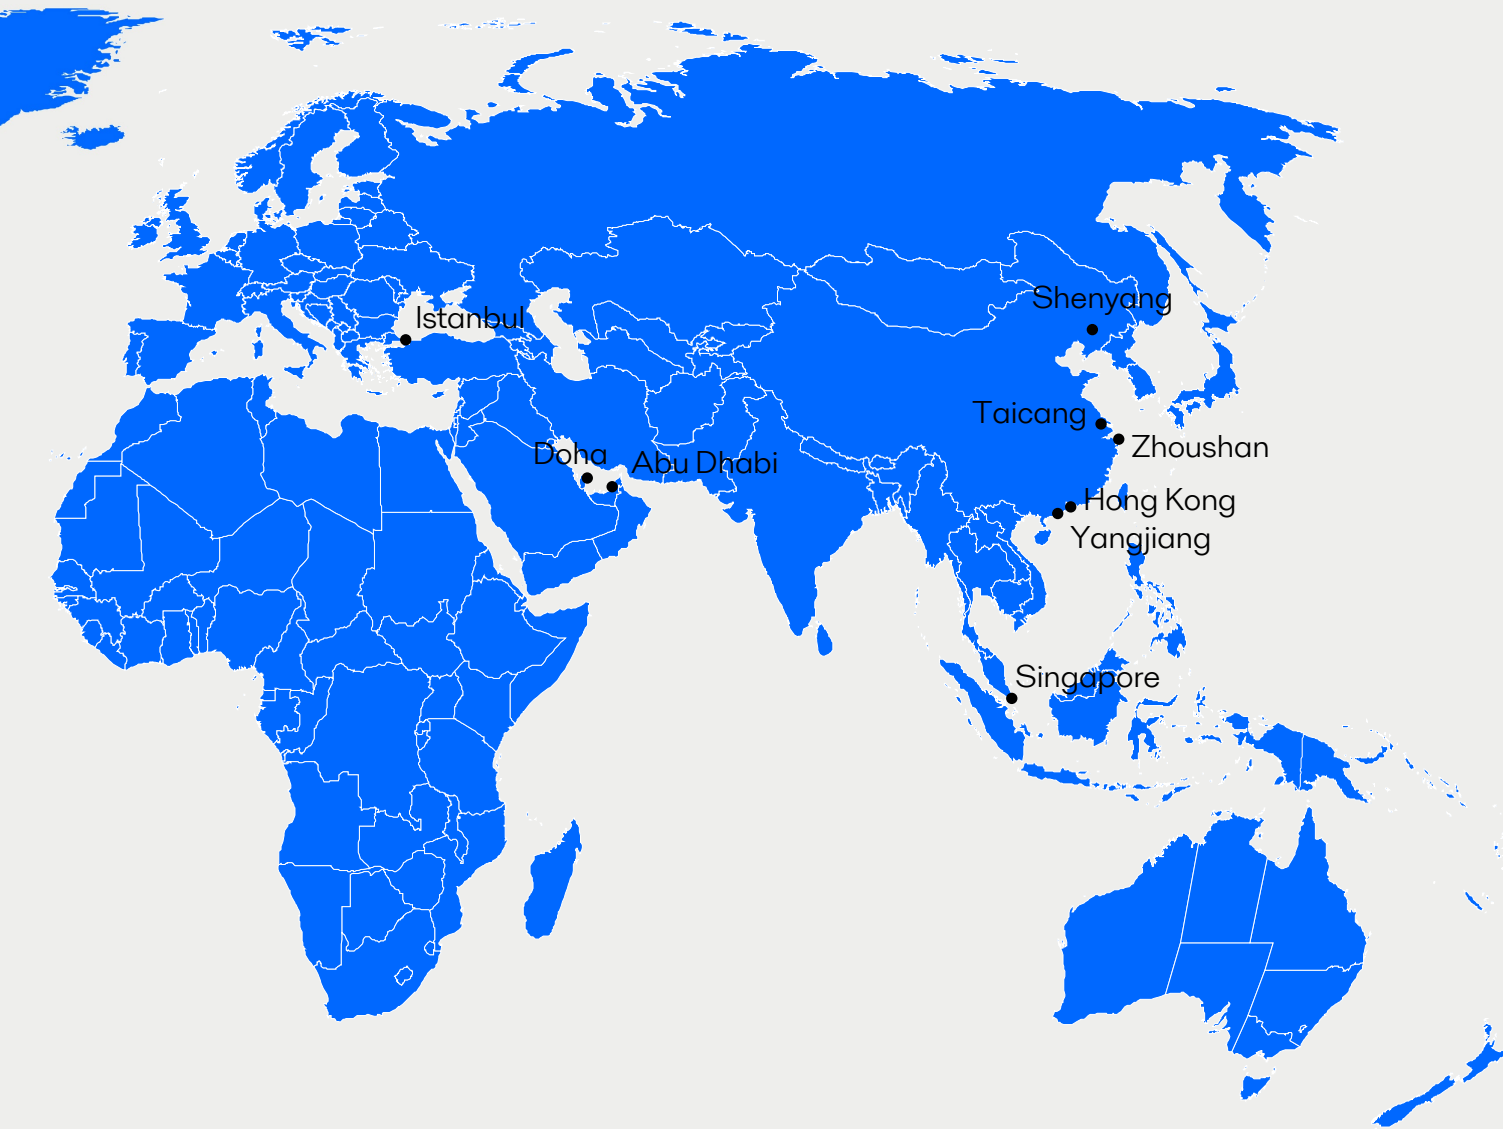 Shenyang
Istanbul
Taicang
Zhoushan
Doha
Abu Dhabi
Hong Kong
Yangjiang
Singapore